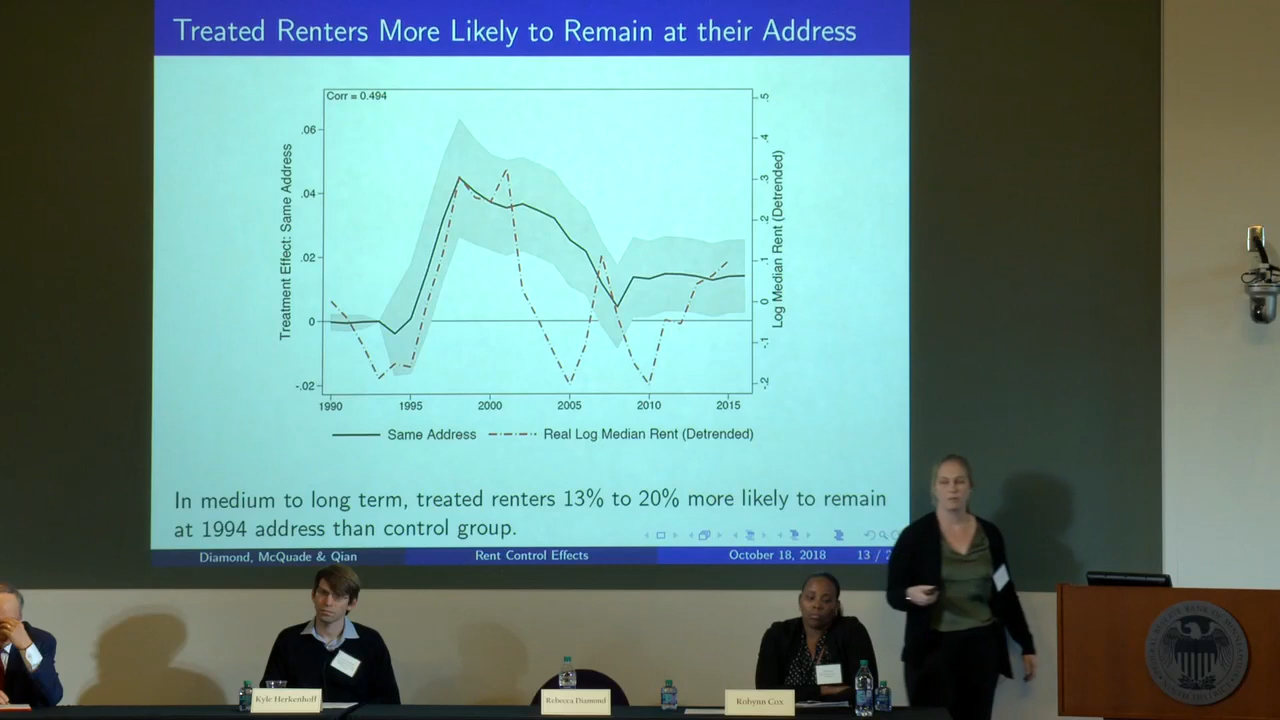 Treated Renters More Likely to Remain at their Address
Corr = 0.494
Treatment Effect: Same Address
.06
.04
.02
0
-.02
.5
.4
.3
.2
.1
0
-.1
-.2
Log Median Rent (Detrended)
1990 1995 2000 2005 2010 2015
Same Address Real Log Median Rent (Detrended)
In medium to long term, treated renters 13% to 20% more likely to remain
at 1994 address than control group.
Diamond, McQuade & Qian Rent Control Effects October 18, 2018 13 / 2
Kyle Herkenhoff
Rebecca Diamond
Robynn Cox